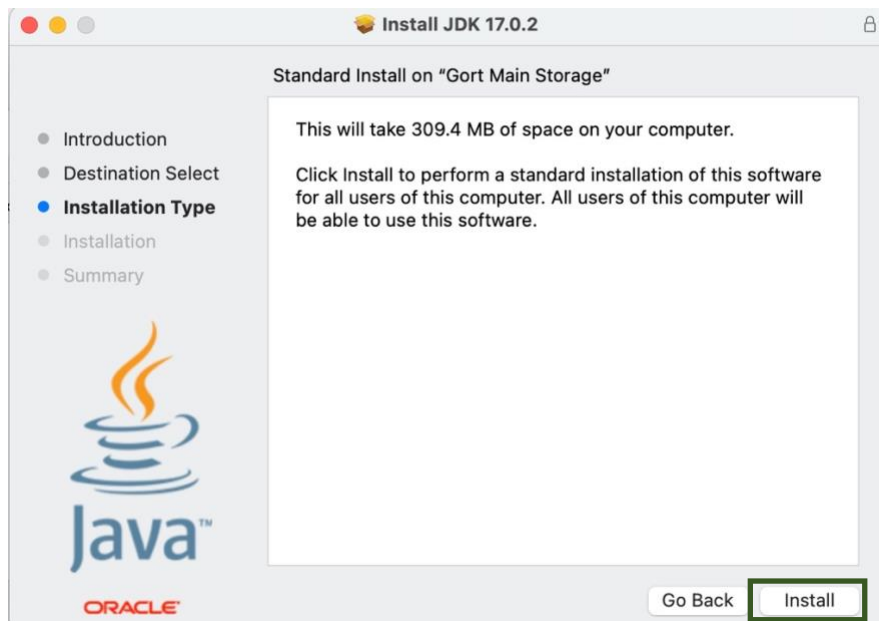 Install JDK 17.0.2
Standard Install on “Gort Main Storage”
Introduction
Destination Select
Installation Type
Installation
Summary
This will take 309.4 MB of space on your computer.
Click Install to perform a standard installation of this software
for all users of this computer. All users of this computer will
be able to use this software.
Java™
ORACLE®
Go Back
Install